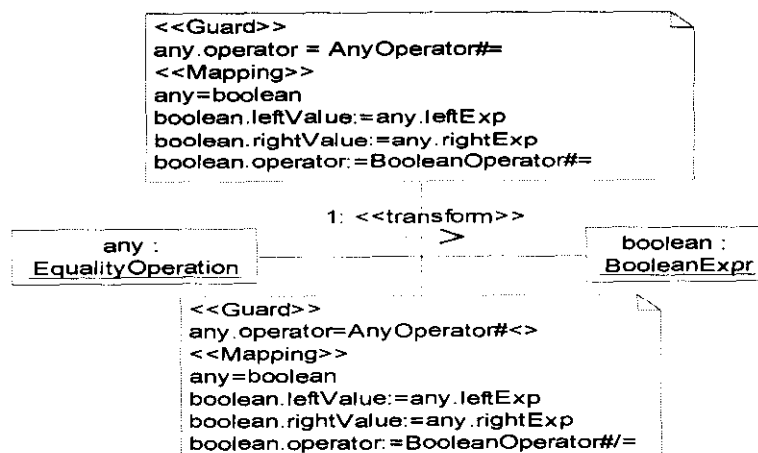 <<Guard>>
any.operator = AnyOperator#=
<<Mapping>>
any=boolean
boolean.leftValue:=any.leftExp
boolean.rightValue:=any.rightExp
boolean.operator:=BooleanOperator#=
1: <<transform>>
>
any :
EqualityOperation
boolean :
BooleanExpr
<<Guard>>
any.operator=AnyOperator#<>
<<Mapping>>
any=boolean
boolean.leftValue:=any.leftExp
boolean.rightValue:=any.rightExp
boolean.operator:=BooleanOperator#/=